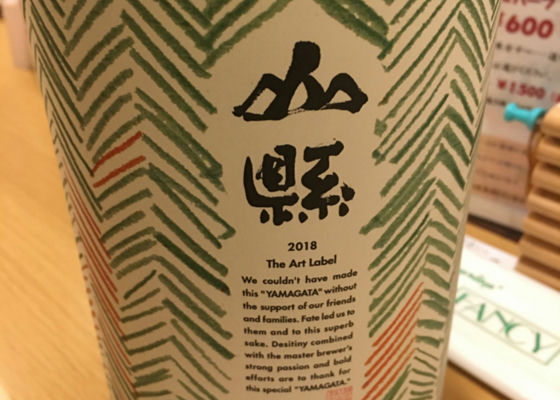 山
縣
2018
The Art Label
We couldn't have made
this "YAMAGATA" without
the support of our friends
and families. Fate led us to
them and to this superb
sake. Desitiny combined
with the master brewer's
strong passion and bold
efforts are to thank for
this special "YAMAGATA."
¥600
¥1500
FANCY